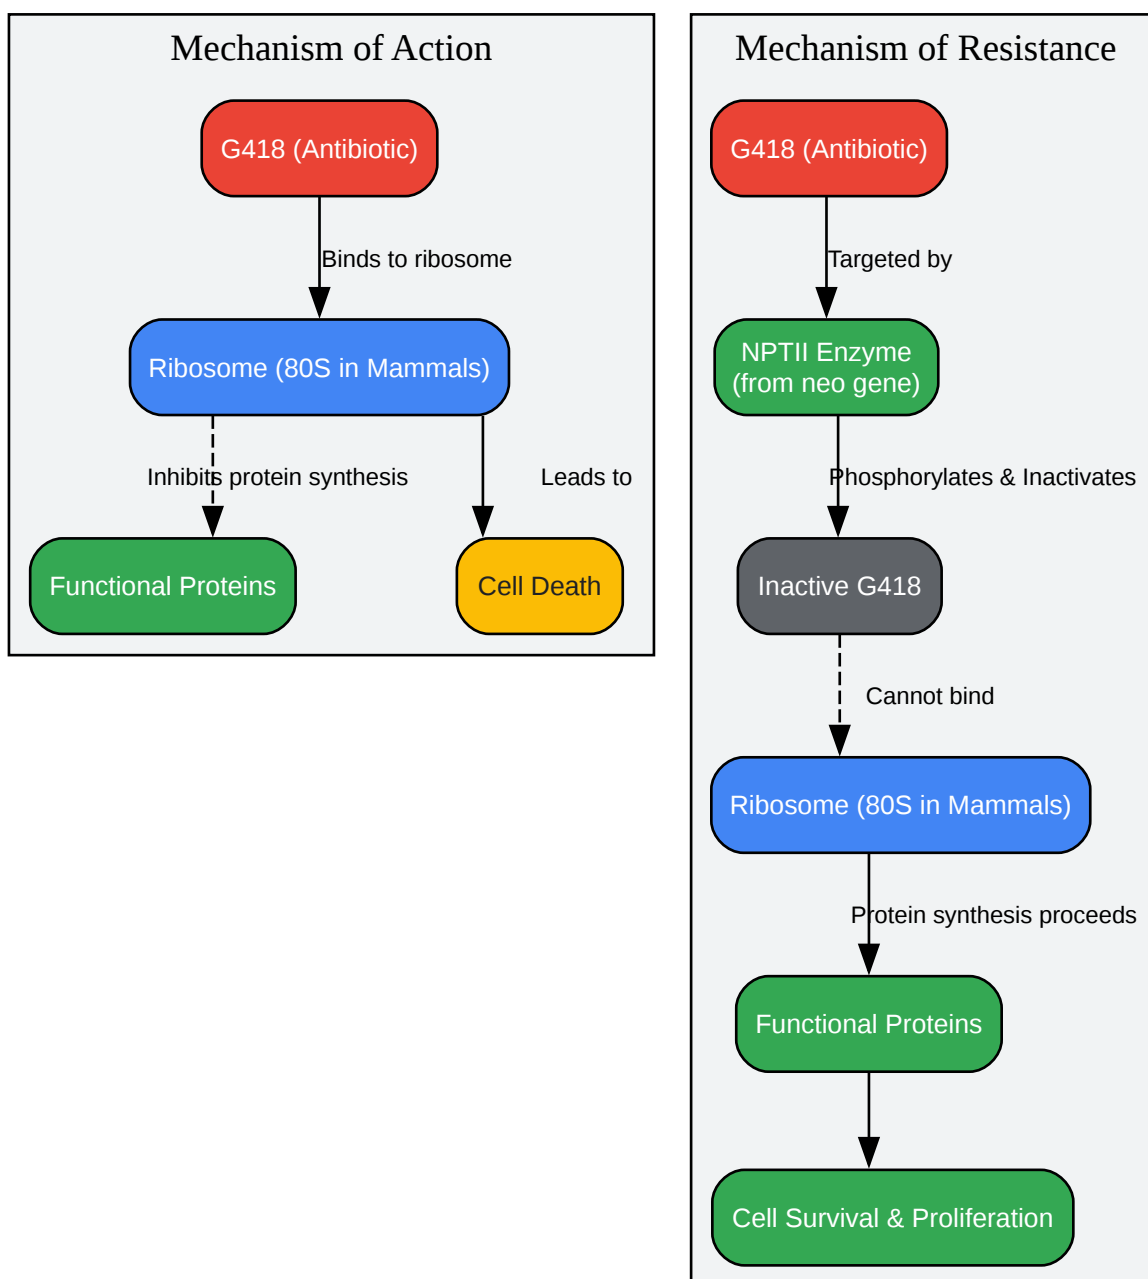 Mechanism of Action
G418 (Antibiotic)
Binds to ribosome
Ribosome (80S in Mammals)
Inhibits protein synthesis
Leads to
Functional Proteins
Cell Death
Mechanism of Resistance
G418 (Antibiotic)
Targeted by
NPTII Enzyme
(from neo gene)
Phosphorylates & Inactivates
Inactive G418
Cannot bind
Ribosome (80S in Mammals)
Protein synthesis proceeds
Functional Proteins
Cell Survival & Proliferation